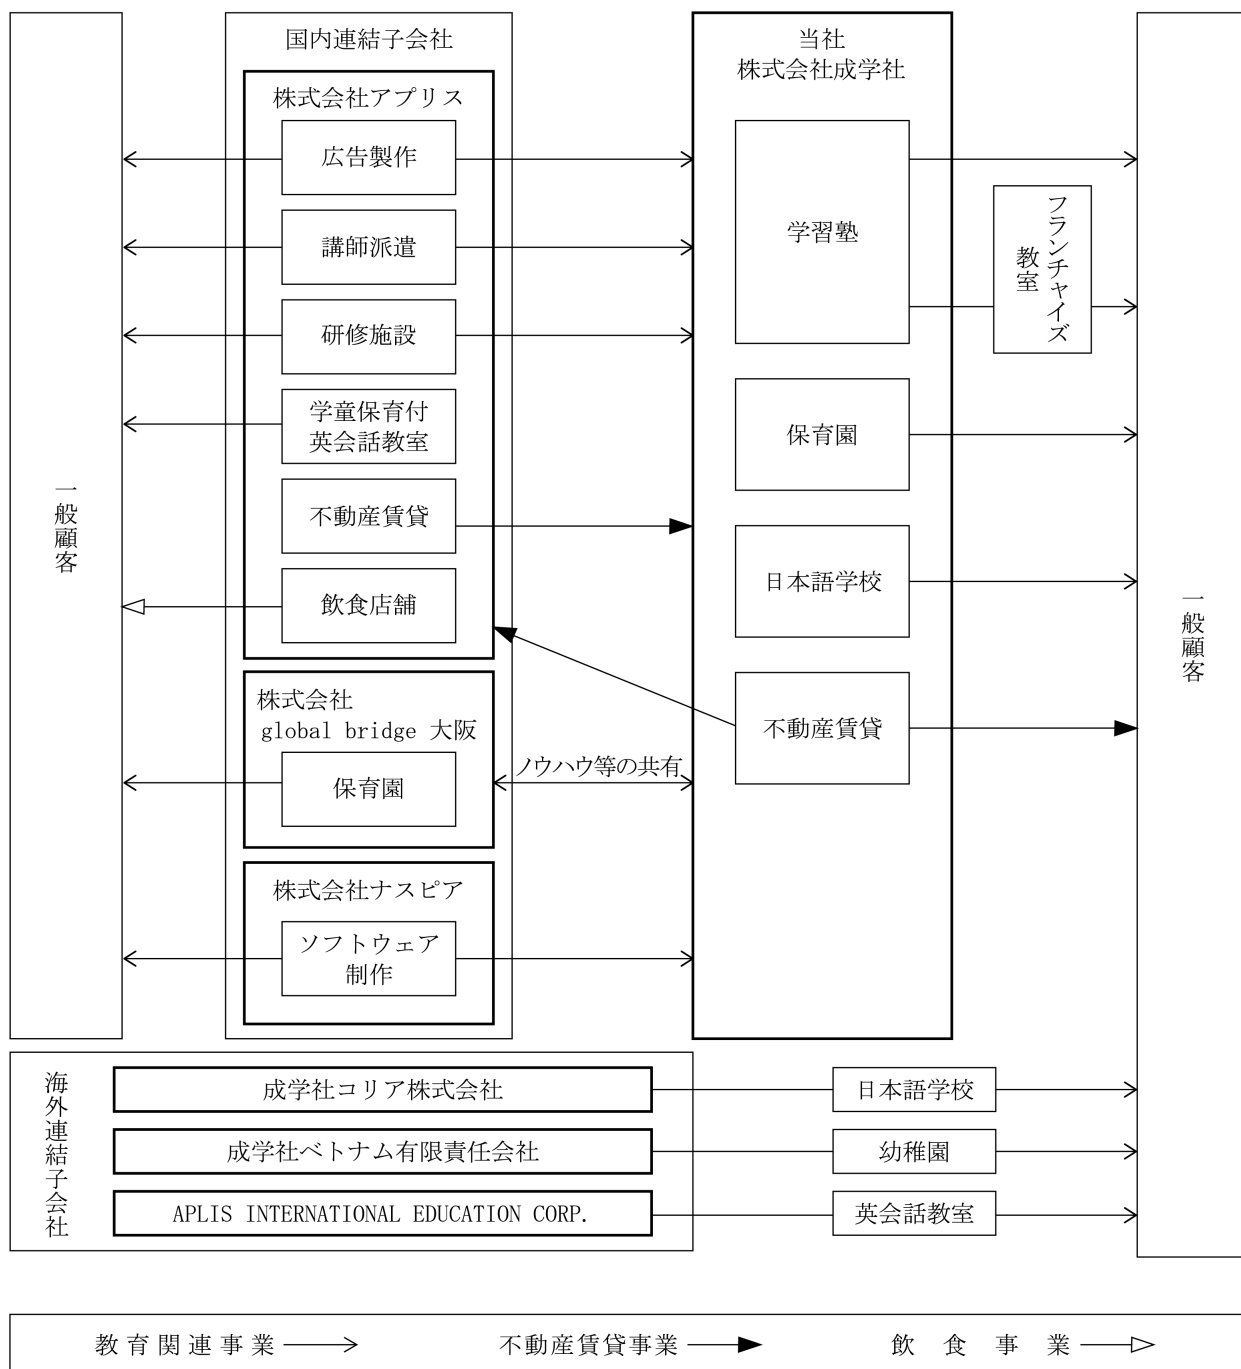 一般顧客
国内連結子会社
株式会社アプリス
広告製作
講師派遣
研修施設
学童保育付
英会話教室
不動産賃貸
飲食店舗
株式会社
global bridge 大阪
保育園
ノウハウ等の共有
株式会社ナスピア
ソフトウェア
制作
当社
株式会社成学社
学習塾
フランチャイズ
教室
保育園
日本語学校
不動産賃貸
一般顧客
海外連結子会社
成学社コリア株式会社
日本語学校
成学社ベトナム有限責任会社
幼稚園
APLIS INTERNATIONAL EDUCATION CORP.
英会話教室
教育関連事業
不動産賃貸事業
飲食事業